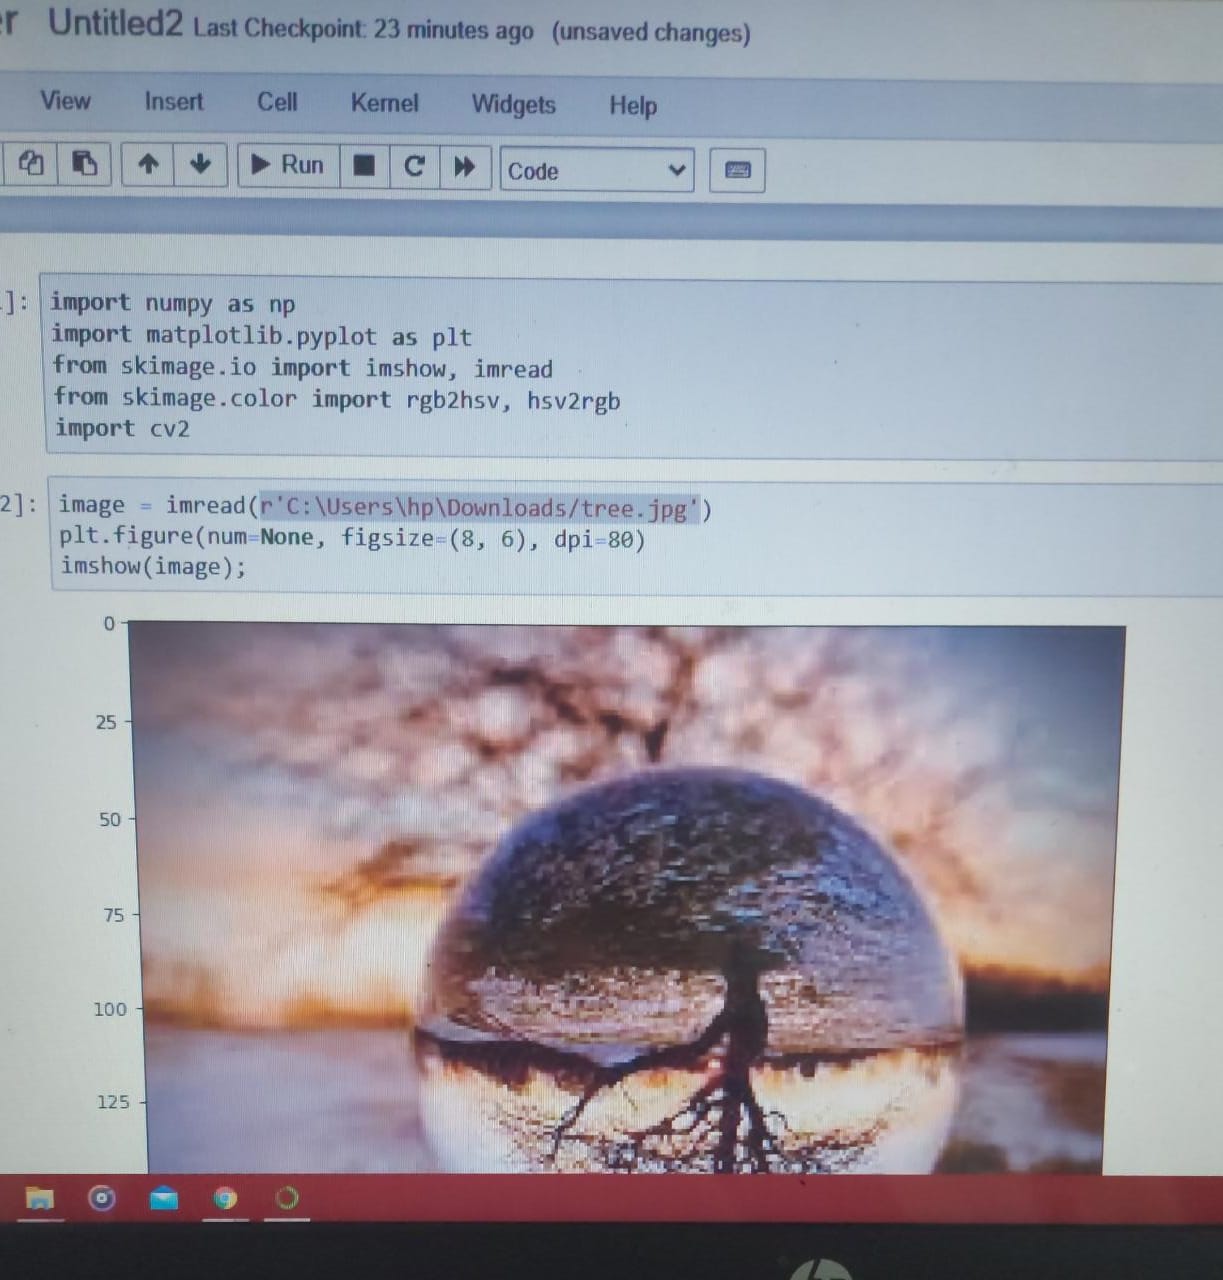 er Untitled2 Last Checkpoint: 23 minutes ago (unsaved changes)
View Insert Cell Kernel Widgets Help
Run Code
]: import numpy as np
import matplotlib.pyplot as plt
from skimage.io import imshow, imread
from skimage.color import rgb2hsv, hsv2rgb
import cv2
2]: image = imread(r'C:\Users\hp\Downloads/tree.jpg')
plt.figure(num=None, figsize=(8, 6), dpi=80)
imshow(image);
0
25
50
75
100
125
hp